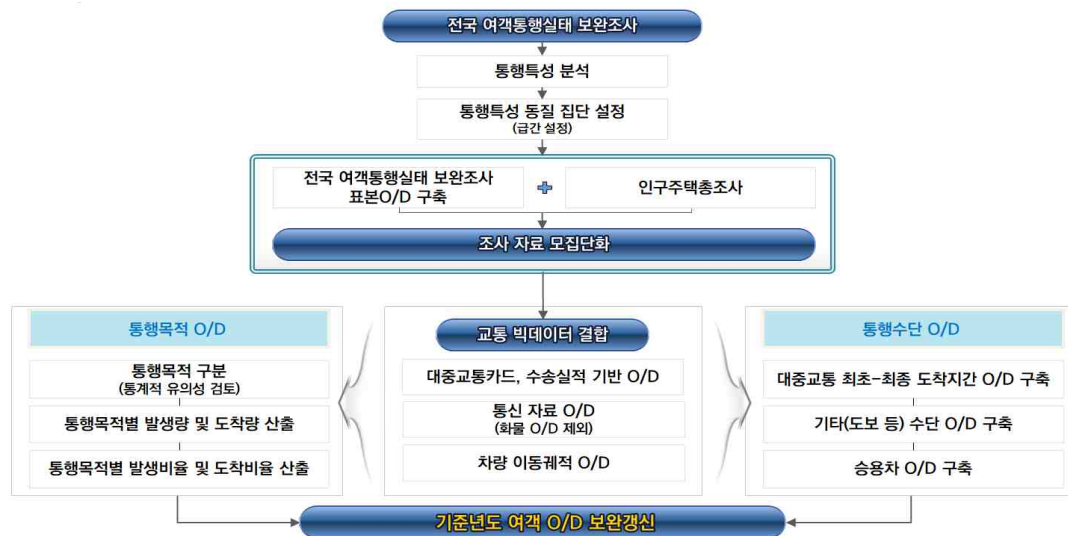 전국 여객통행실태 보완조사
통행특성 분석
통행특성 동질 집단 설정
(급간 설정)
전국 여객통행실태 보완조사
표본O/D 구축
인구주택총조사
조사 자료 모집단화
통행목적 O/D
통행목적 구분
(통계적 유의성 검토)
통행목적별 발생량 및 도착량 산출
통행목적별 발생비율 및 도착비율 산출
교통 빅데이터 결합
대중교통카드, 수송실적 기반 O/D
통신 자료 O/D
(화물 O/D 제외)
차량 이동궤적 O/D
통행수단 O/D
대중교통 최초-최종 도착지간 O/D 구축
기타(도보 등) 수단 O/D 구축
승용차 O/D 구축
기준년도 여객 O/D 보완갱신